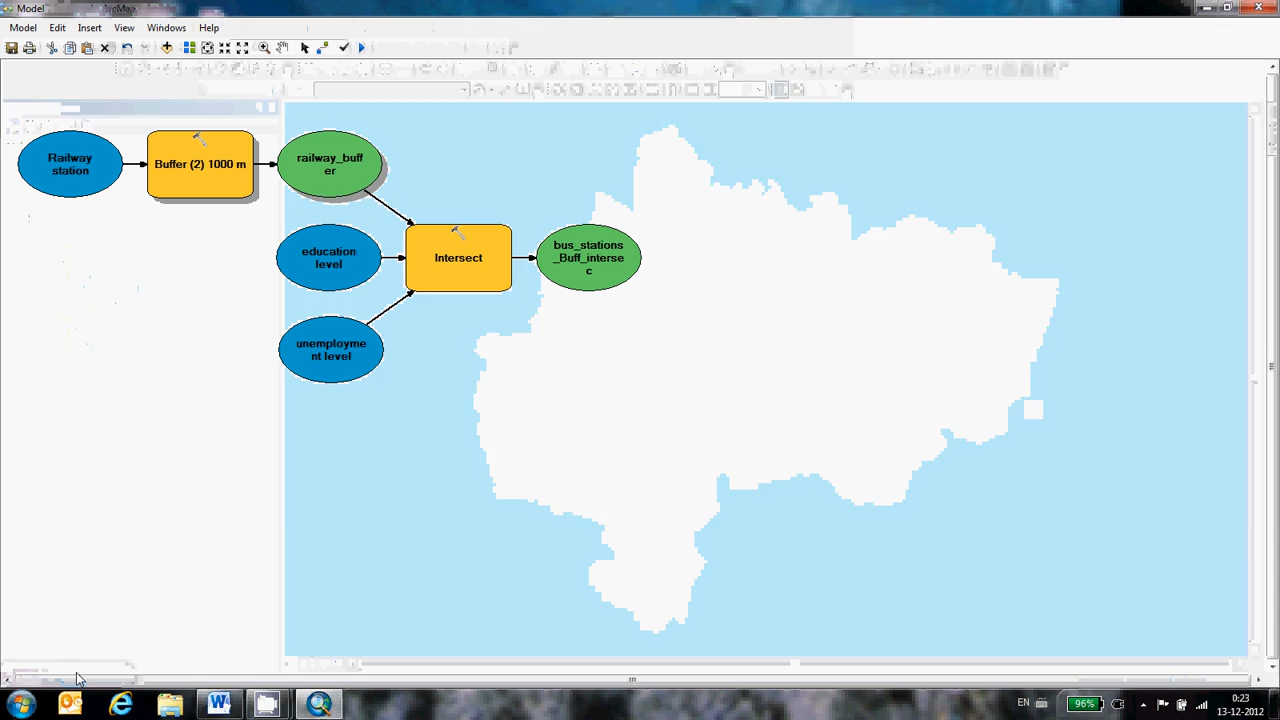 Model
Model Edit Insert View Windows Help
Railway
station
Buffer (2) 1000 m
railway_buff
er
education
level
Intersect
bus_stations
_Buff_interse
c
unemployme
nt level
EN
96%
0:23
13-12-2012